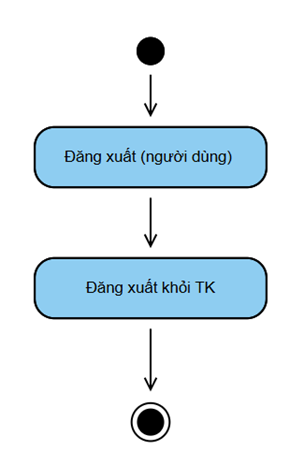 Đăng xuất (người dùng)
Đăng xuất khỏi TK